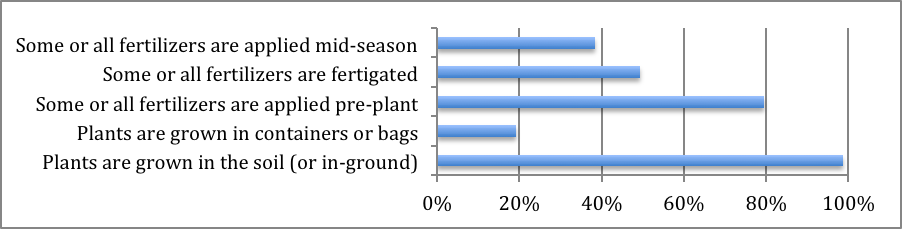 Some or all fertilizers are applied mid-season
Some or all fertilizers are fertigated
Some or all fertilizers are applied pre-plant
Plants are grown in containers or bags
Plants are grown in the soil (or in-ground)
0% 20% 40% 60% 80% 100%